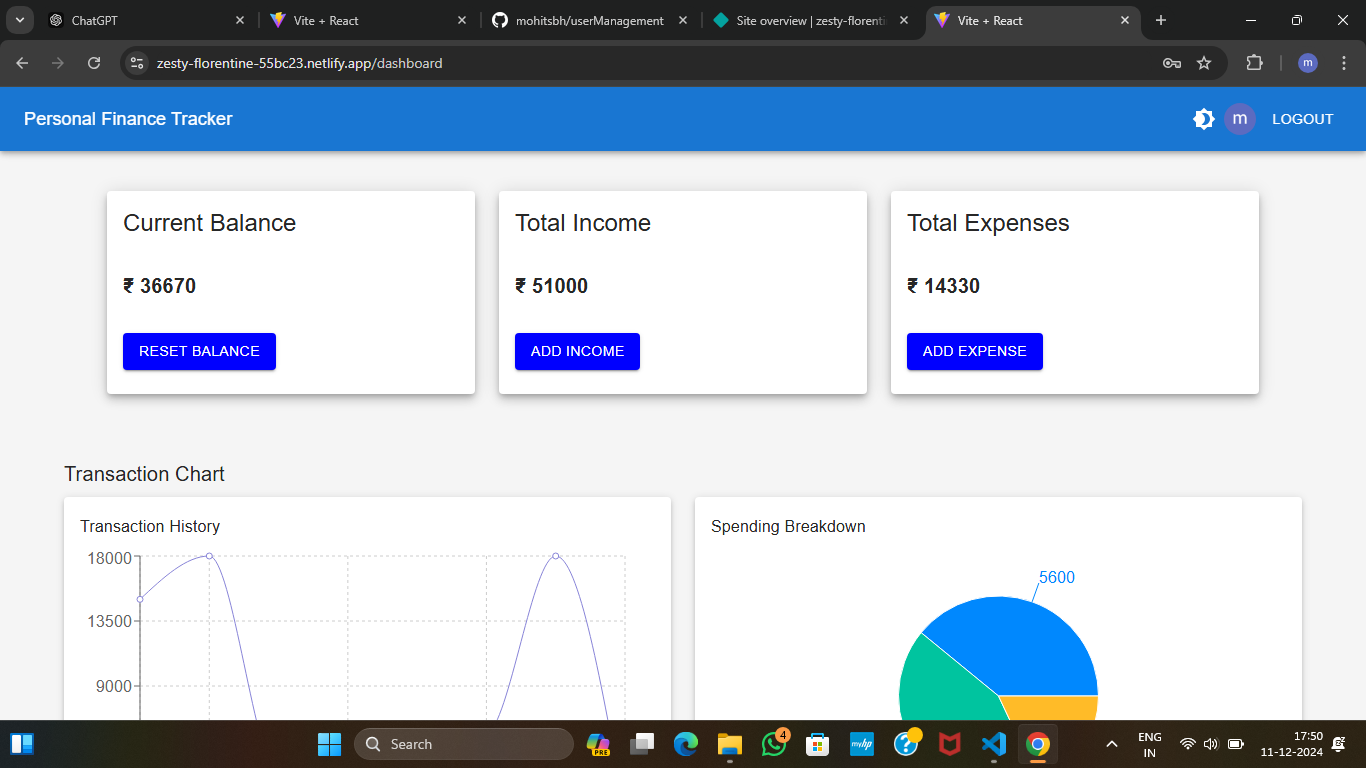 ChatGPT
Vite + React
mohitsbh/userManagement
Site overview | zesty-florenti
Vite + React
zesty-florentine-55bc23.netlify.app/dashboard
m
Personal Finance Tracker
m
LOGOUT
Current Balance
₹ 36670
RESET BALANCE
Total Income
₹ 51000
ADD INCOME
Total Expenses
₹ 14330
ADD EXPENSE
Transaction Chart
Transaction History
18000
13500
9000
Spending Breakdown
5600
Search
PRE
4
myhp
?
ENG
IN
17:50
11-12-2024